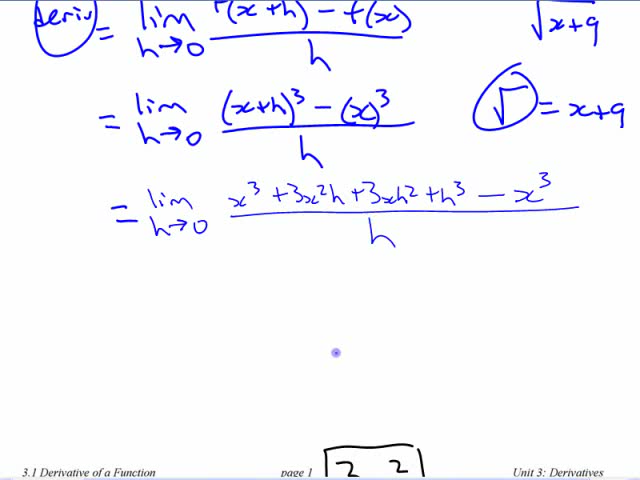 deriv = lim h→0 f(x+h) − f(x) / h
√x+9
= lim h→0 (x+h)³ − (x)³ / h
√ = x+9
= lim h→0 x³ + 3x²h + 3xh² + h³ − x³ / h
3.1 Derivative of a Function
page 1
Unit 3: Derivatives